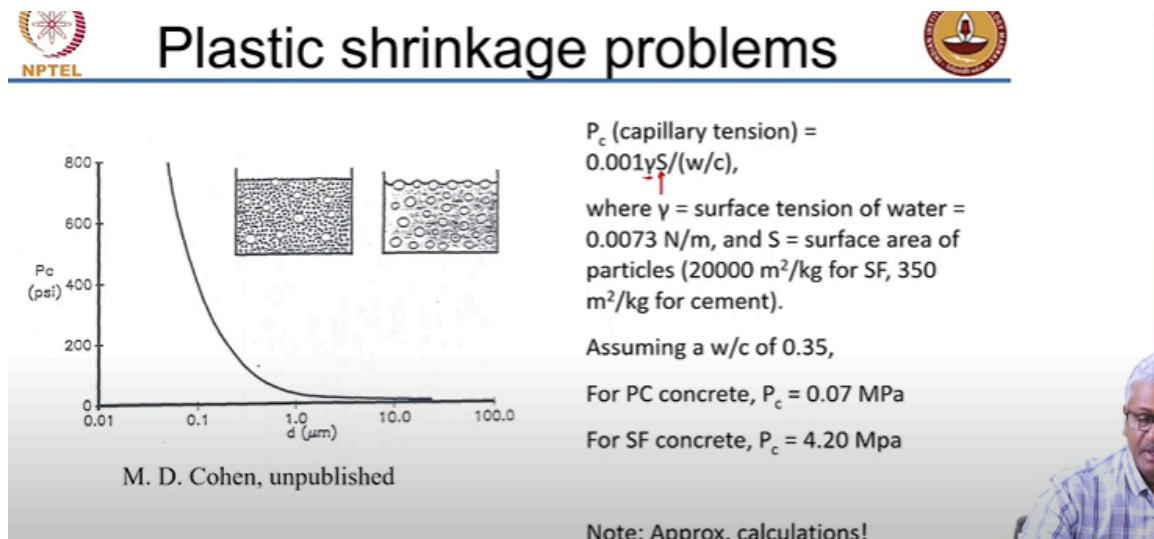 NPTEL
Plastic shrinkage problems
800
600
Pc
(psi)
400
200
0
0.01
0.1
1.0
10.0
100.0
d (μm)
M. D. Cohen, unpublished
Pc (capillary tension) =
0.001γS/(w/c),
where γ = surface tension of water =
0.0073 N/m, and S = surface area of
particles (20000 m²/kg for SF, 350
m²/kg for cement).
Assuming a w/c of 0.35,
For PC concrete, Pc = 0.07 MPa
For SF concrete, Pc = 4.20 Mpa
Note: Approx. calculations!